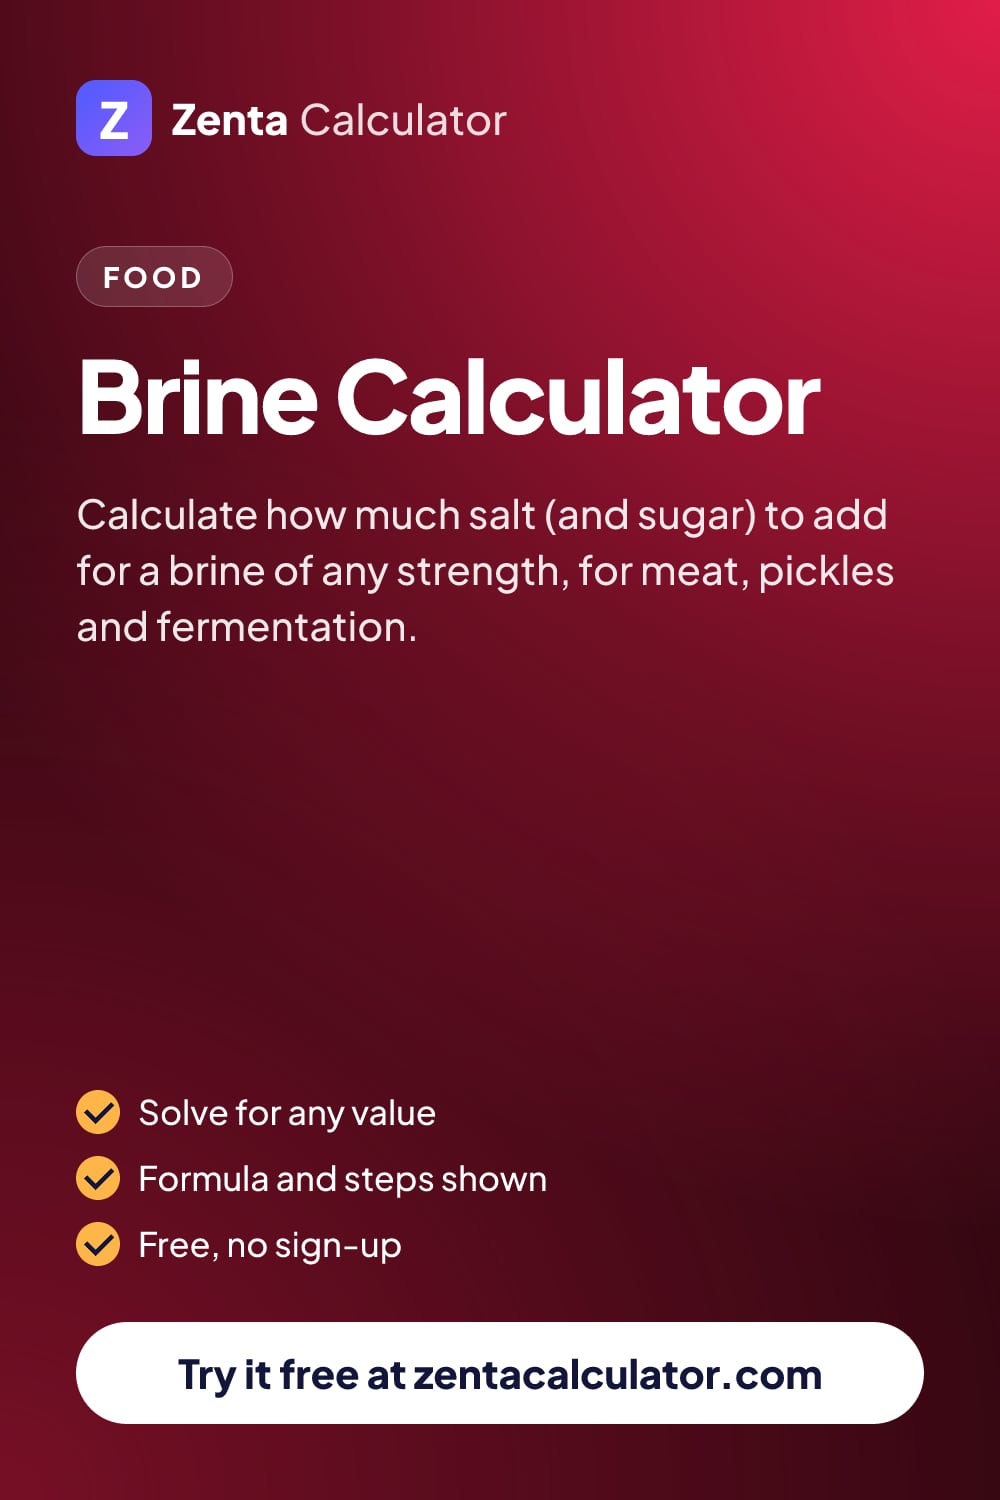 Z
Zenta Calculator
FOOD
Brine Calculator
Calculate how much salt (and sugar) to add
for a brine of any strength, for meat, pickles
and fermentation.
Solve for any value
Formula and steps shown
Free, no sign-up
Try it free at zentacalculator.com